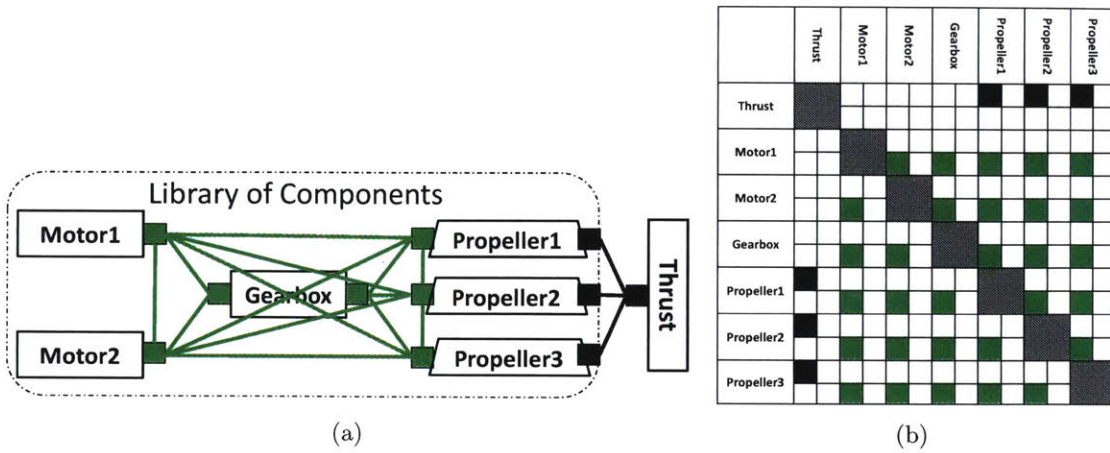 Library of Components
Motor1
Motor2
Gearbox
Propeller1
Propeller2
Propeller3
Thrust
(a)
Thrust
Motor1
Motor2
Gearbox
Propeller1
Propeller2
Propeller3
Thrust
Motor1
Motor2
Gearbox
Propeller1
Propeller2
Propeller3
(b)